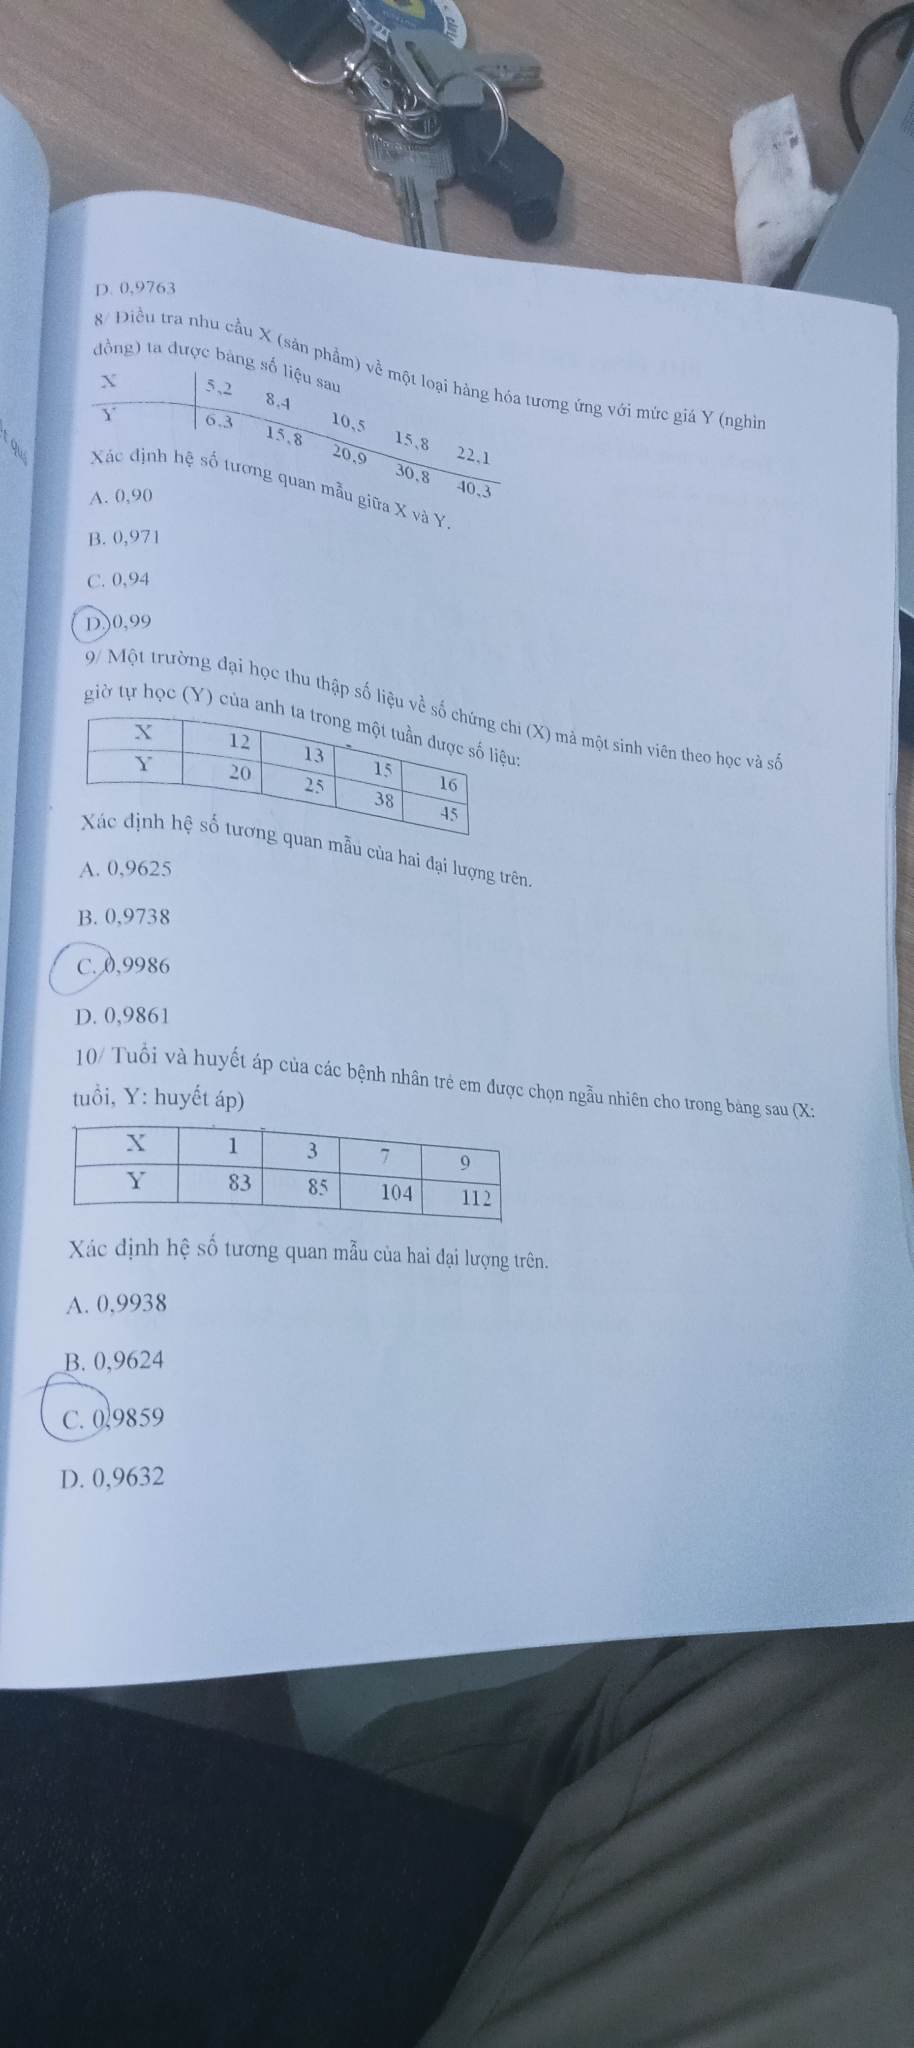 D. 0,9763
8/ Điều tra nhu cầu X (sản phẩm) về một loại hàng hóa tương ứng với mức giá Y (nghìn
đồng) ta được bảng số liệu sau
X 5,2 8,4 10,5 15,8 22,1
Y 6,3 15,8 20,9 30,8 40,3
Xác định hệ số tương quan mẫu giữa X và Y.
A. 0,90
B. 0,971
C. 0,94
D. 0,99
9/ Một trường đại học thu thập số liệu về số chứng chỉ (X) mà một sinh viên theo học và số
giờ tự học (Y) của anh ta trong một tuần được số liệu:
X 12 13 15 16
Y 20 25 38 45
Xác định hệ số tương quan mẫu của hai đại lượng trên.
A. 0,9625
B. 0,9738
C. 0,9986
D. 0,9861
10/ Tuổi và huyết áp của các bệnh nhân trẻ em được chọn ngẫu nhiên cho trong bảng sau (X:
tuổi, Y: huyết áp)
X 1 3 7 9
Y 83 85 104 112
Xác định hệ số tương quan mẫu của hai đại lượng trên.
A. 0,9938
B. 0,9624
C. 0,9859
D. 0,9632